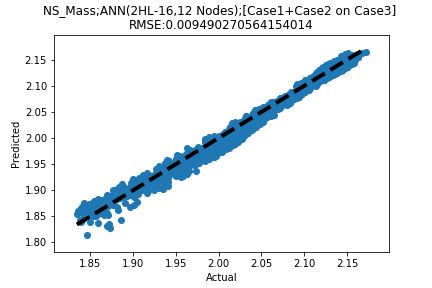 NS_Mass;ANN(2HL-16,12 Nodes);[Case1+Case2 on Case3]
RMSE:0.009490270564154014
2.15
2.10
2.05
2.00
1.95
1.90
1.85
1.80
Predicted
1.85 1.90 1.95 2.00 2.05 2.10 2.15
Actual